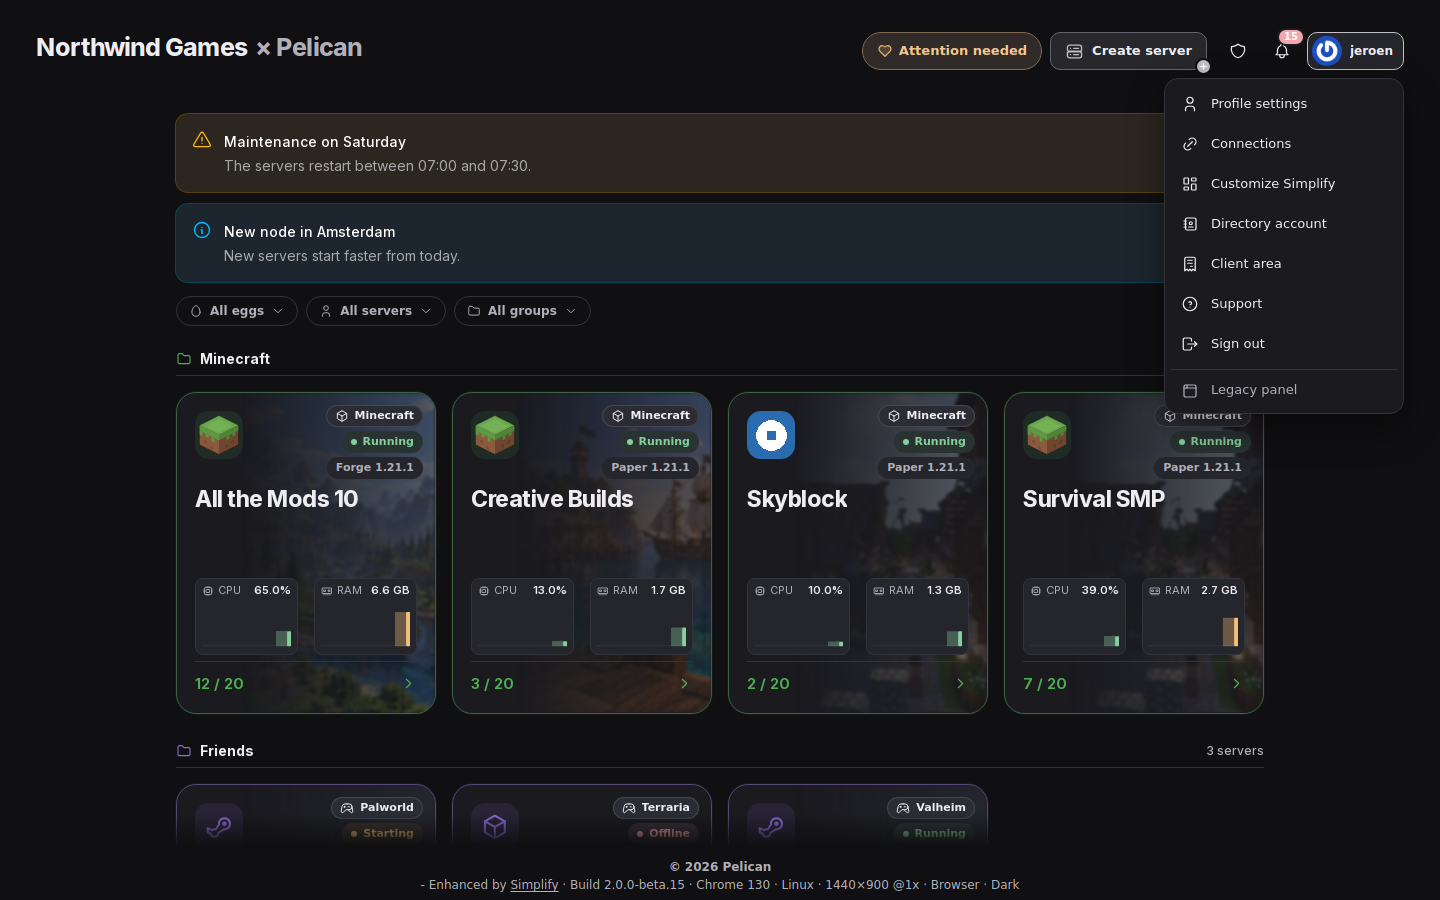 Northwind Games × Pelican
Attention needed
Create server
15
jeroen
Profile settings
Connections
Customize Simplify
Directory account
Client area
Support
Sign out
Legacy panel
Maintenance on Saturday
The servers restart between 07:00 and 07:30.
New node in Amsterdam
New servers start faster from today.
All eggs
All servers
All groups
Minecraft
Minecraft
Running
Forge 1.21.1
All the Mods 10
CPU 65.0%
RAM 6.6 GB
12 / 20
Minecraft
Running
Paper 1.21.1
Creative Builds
CPU 13.0%
RAM 1.7 GB
3 / 20
Minecraft
Running
Paper 1.21.1
Skyblock
CPU 10.0%
RAM 1.3 GB
2 / 20
Minecraft
Running
Paper 1.21.1
Survival SMP
CPU 39.0%
RAM 2.7 GB
7 / 20
Friends
3 servers
Palworld
Starting
Terraria
Offline
Valheim
Running
© 2026 Pelican
- Enhanced by Simplify · Build 2.0.0-beta.15 · Chrome 130 · Linux · 1440×900 @1x · Browser · Dark